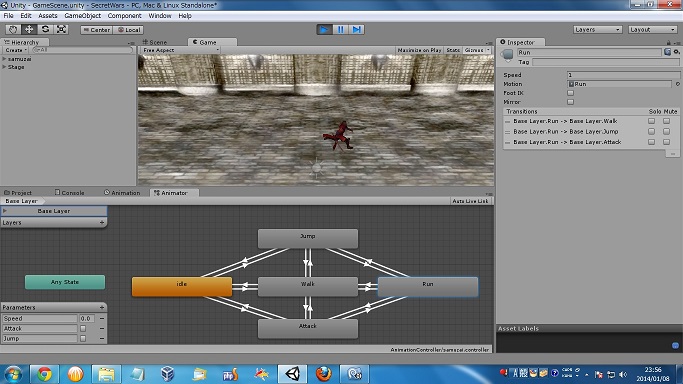 Unity - GameScene.unity - SecretWars - PC, Mac & Linux Standalone*
File Edit Assets GameObject Component Window Help
Center Local Layers Layout
Hierarchy Scene Game Inspector
Create All Free Aspect Maximize on Play Stats Gizmos Run
samuzai Tag
Stage
Speed 1
Motion Run
Foot IK
Mirror
Transitions Solo Mute
Base Layer.Run -> Base Layer.Walk
Base Layer.Run -> Base Layer.Jump
Base Layer.Run -> Base Layer.Attack
Project Console Animation Animator
Base Layer Auto Live Link
Base Layer
Layers
Jump
Any State idle Walk Run
Parameters
Speed 0.0
Attack
Jump
Attack
Asset Labels
AnimationController/samuzai.controller
23:56
2014/01/08